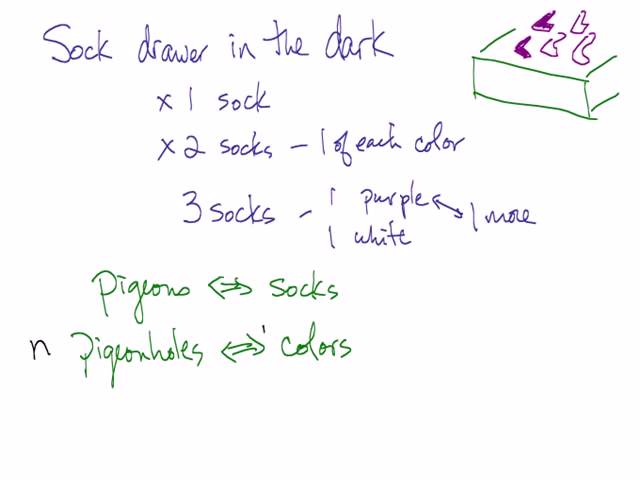 Sock drawer in the dark
x 1 sock
x 2 socks - 1 of each color
3 socks - 1 purple 1 more
1 white
pigeons ⇔ socks
n pigeonholes ⇔ colors